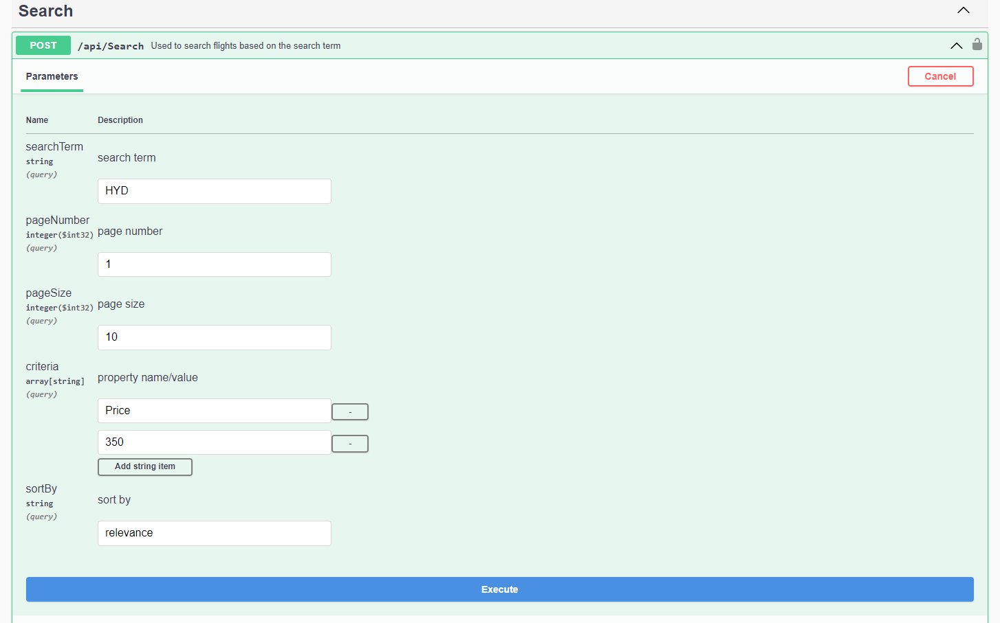 Search
POST /api/Search Used to search flights based on the search term
Parameters Cancel
Name Description
searchTerm
string
(query)
search term
HYD
pageNumber
integer($int32)
(query)
page number
1
pageSize
integer($int32)
(query)
page size
10
criteria
array[string]
(query)
property name/value
Price -
350 -
Add string item
sortBy
string
(query)
sort by
relevance
Execute